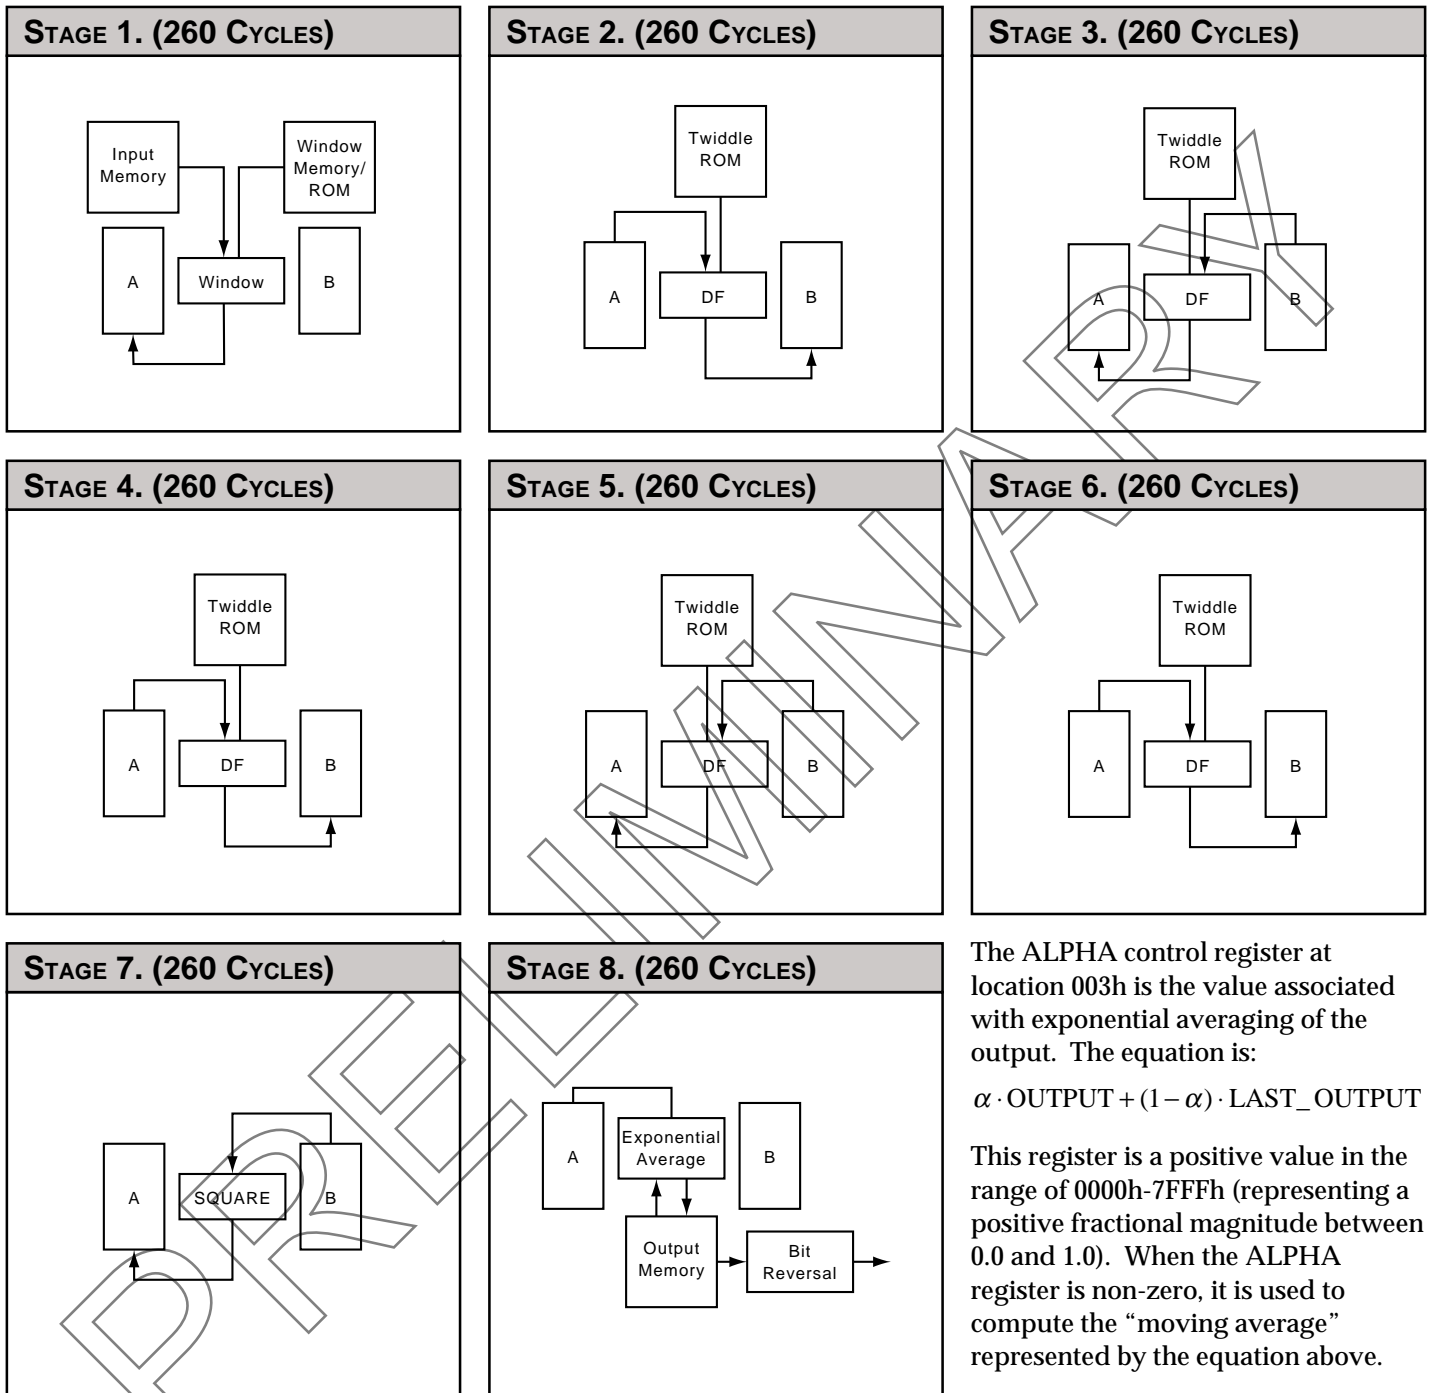 STAGE 1. (260 CYCLES)
Input
Memory
Window
Memory/
ROM
A
Window
B
STAGE 2. (260 CYCLES)
Twiddle
ROM
A
DF
B
STAGE 3. (260 CYCLES)
Twiddle
ROM
A
DF
B
STAGE 4. (260 CYCLES)
Twiddle
ROM
A
DF
B
STAGE 5. (260 CYCLES)
Twiddle
ROM
A
DF
B
STAGE 6. (260 CYCLES)
Twiddle
ROM
A
DF
B
STAGE 7. (260 CYCLES)
A
SQUARE
B
STAGE 8. (260 CYCLES)
A
Exponential
Average
B
Output
Memory
Bit
Reversal
The ALPHA control register at
location 003h is the value associated
with exponential averaging of the
output. The equation is:
α · OUTPUT + (1 − α) · LAST_OUTPUT
This register is a positive value in the
range of 0000h-7FFFh (representing a
positive fractional magnitude between
0.0 and 1.0). When the ALPHA
register is non-zero, it is used to
compute the “moving average”
represented by the equation above.
PRELIMINARY